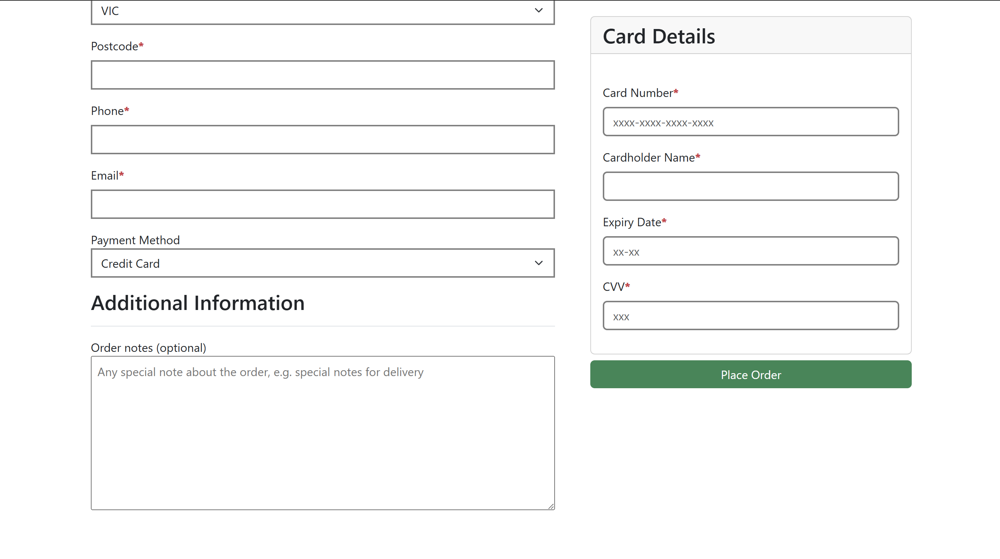 VIC
Postcode*
Phone*
Email*
Payment Method
Credit Card
Additional Information
Order notes (optional)
Any special note about the order, e.g. special notes for delivery
Card Details
Card Number*
xxxx-xxxx-xxxx-xxxx
Cardholder Name*
Expiry Date*
xx-xx
CVV*
xxx
Place Order